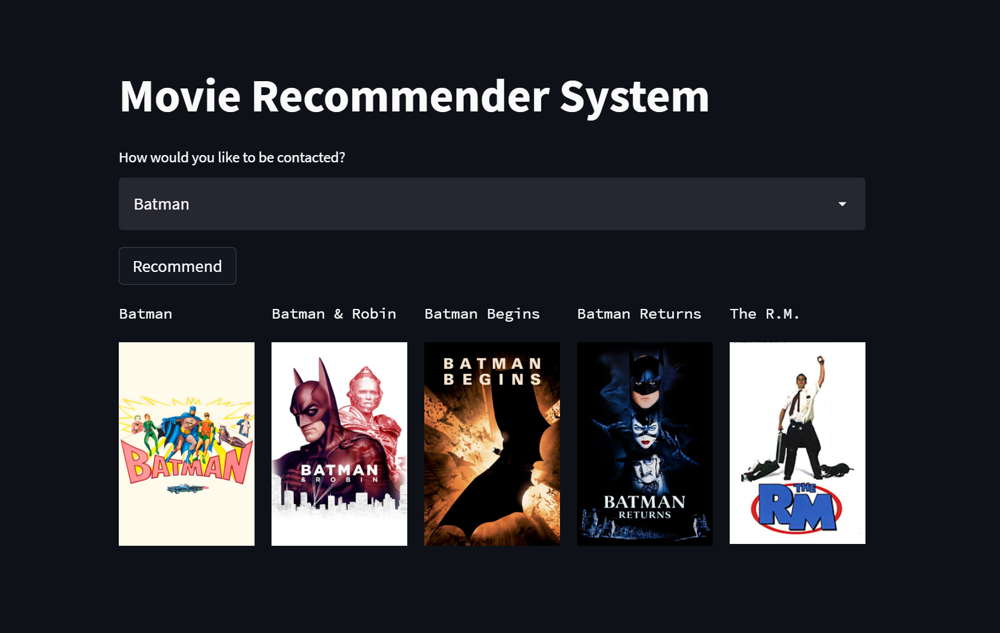 Movie Recommender System
How would you like to be contacted?
Batman
Recommend
Batman
Batman & Robin
Batman Begins
Batman Returns
The R.M.
BATMAN
BATMAN
& ROBIN
BATMAN
BEGINS
BATMAN
RETURNS
THE
RM